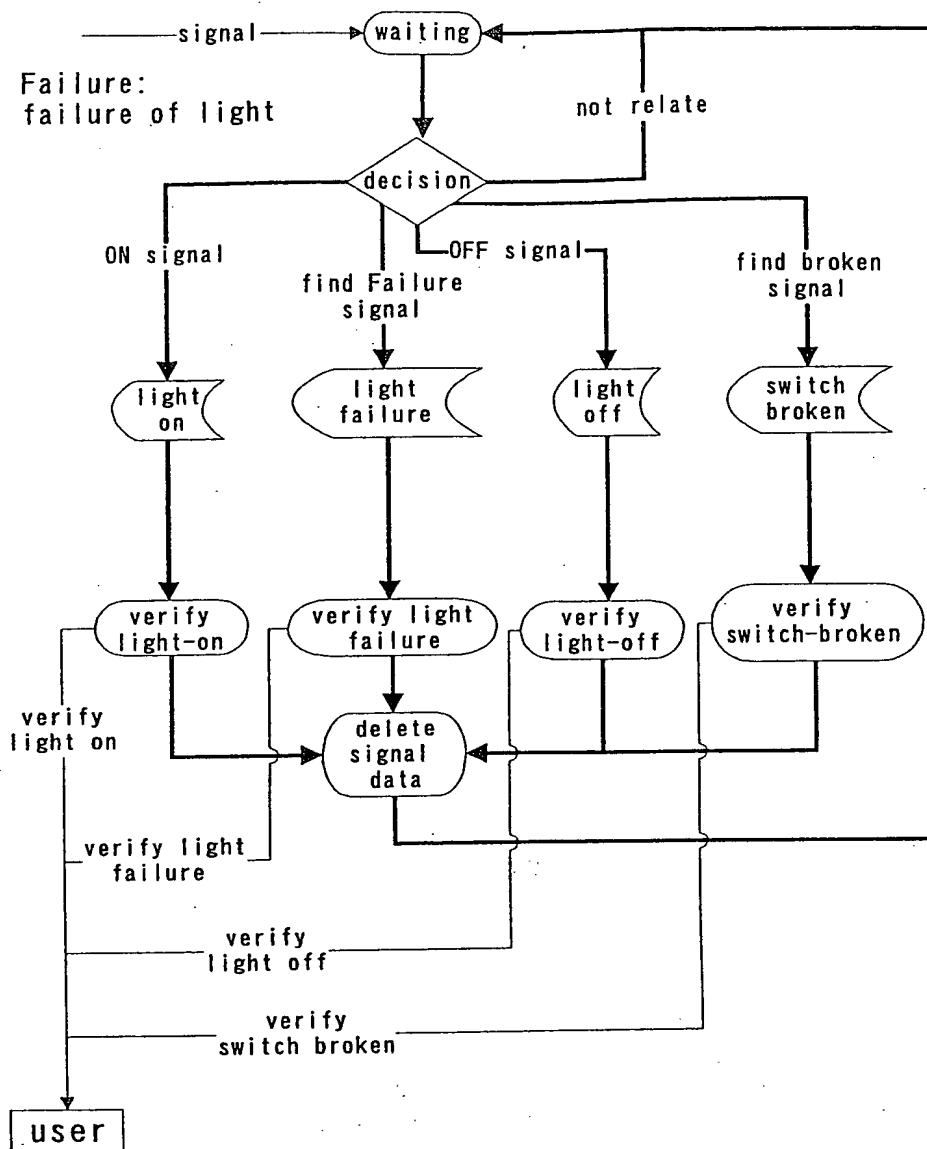 signal
waiting
Failure:
failure of light
not relate
decision
ON signal
OFF signal
find Failure
signal
find broken
signal
light
on
light
failure
light
off
switch
broken
verify
light-on
verify light
failure
verify
light-off
verify
switch-broken
verify
light on
delete
signal
data
verify light
failure
verify
light off
verify
switch broken
user